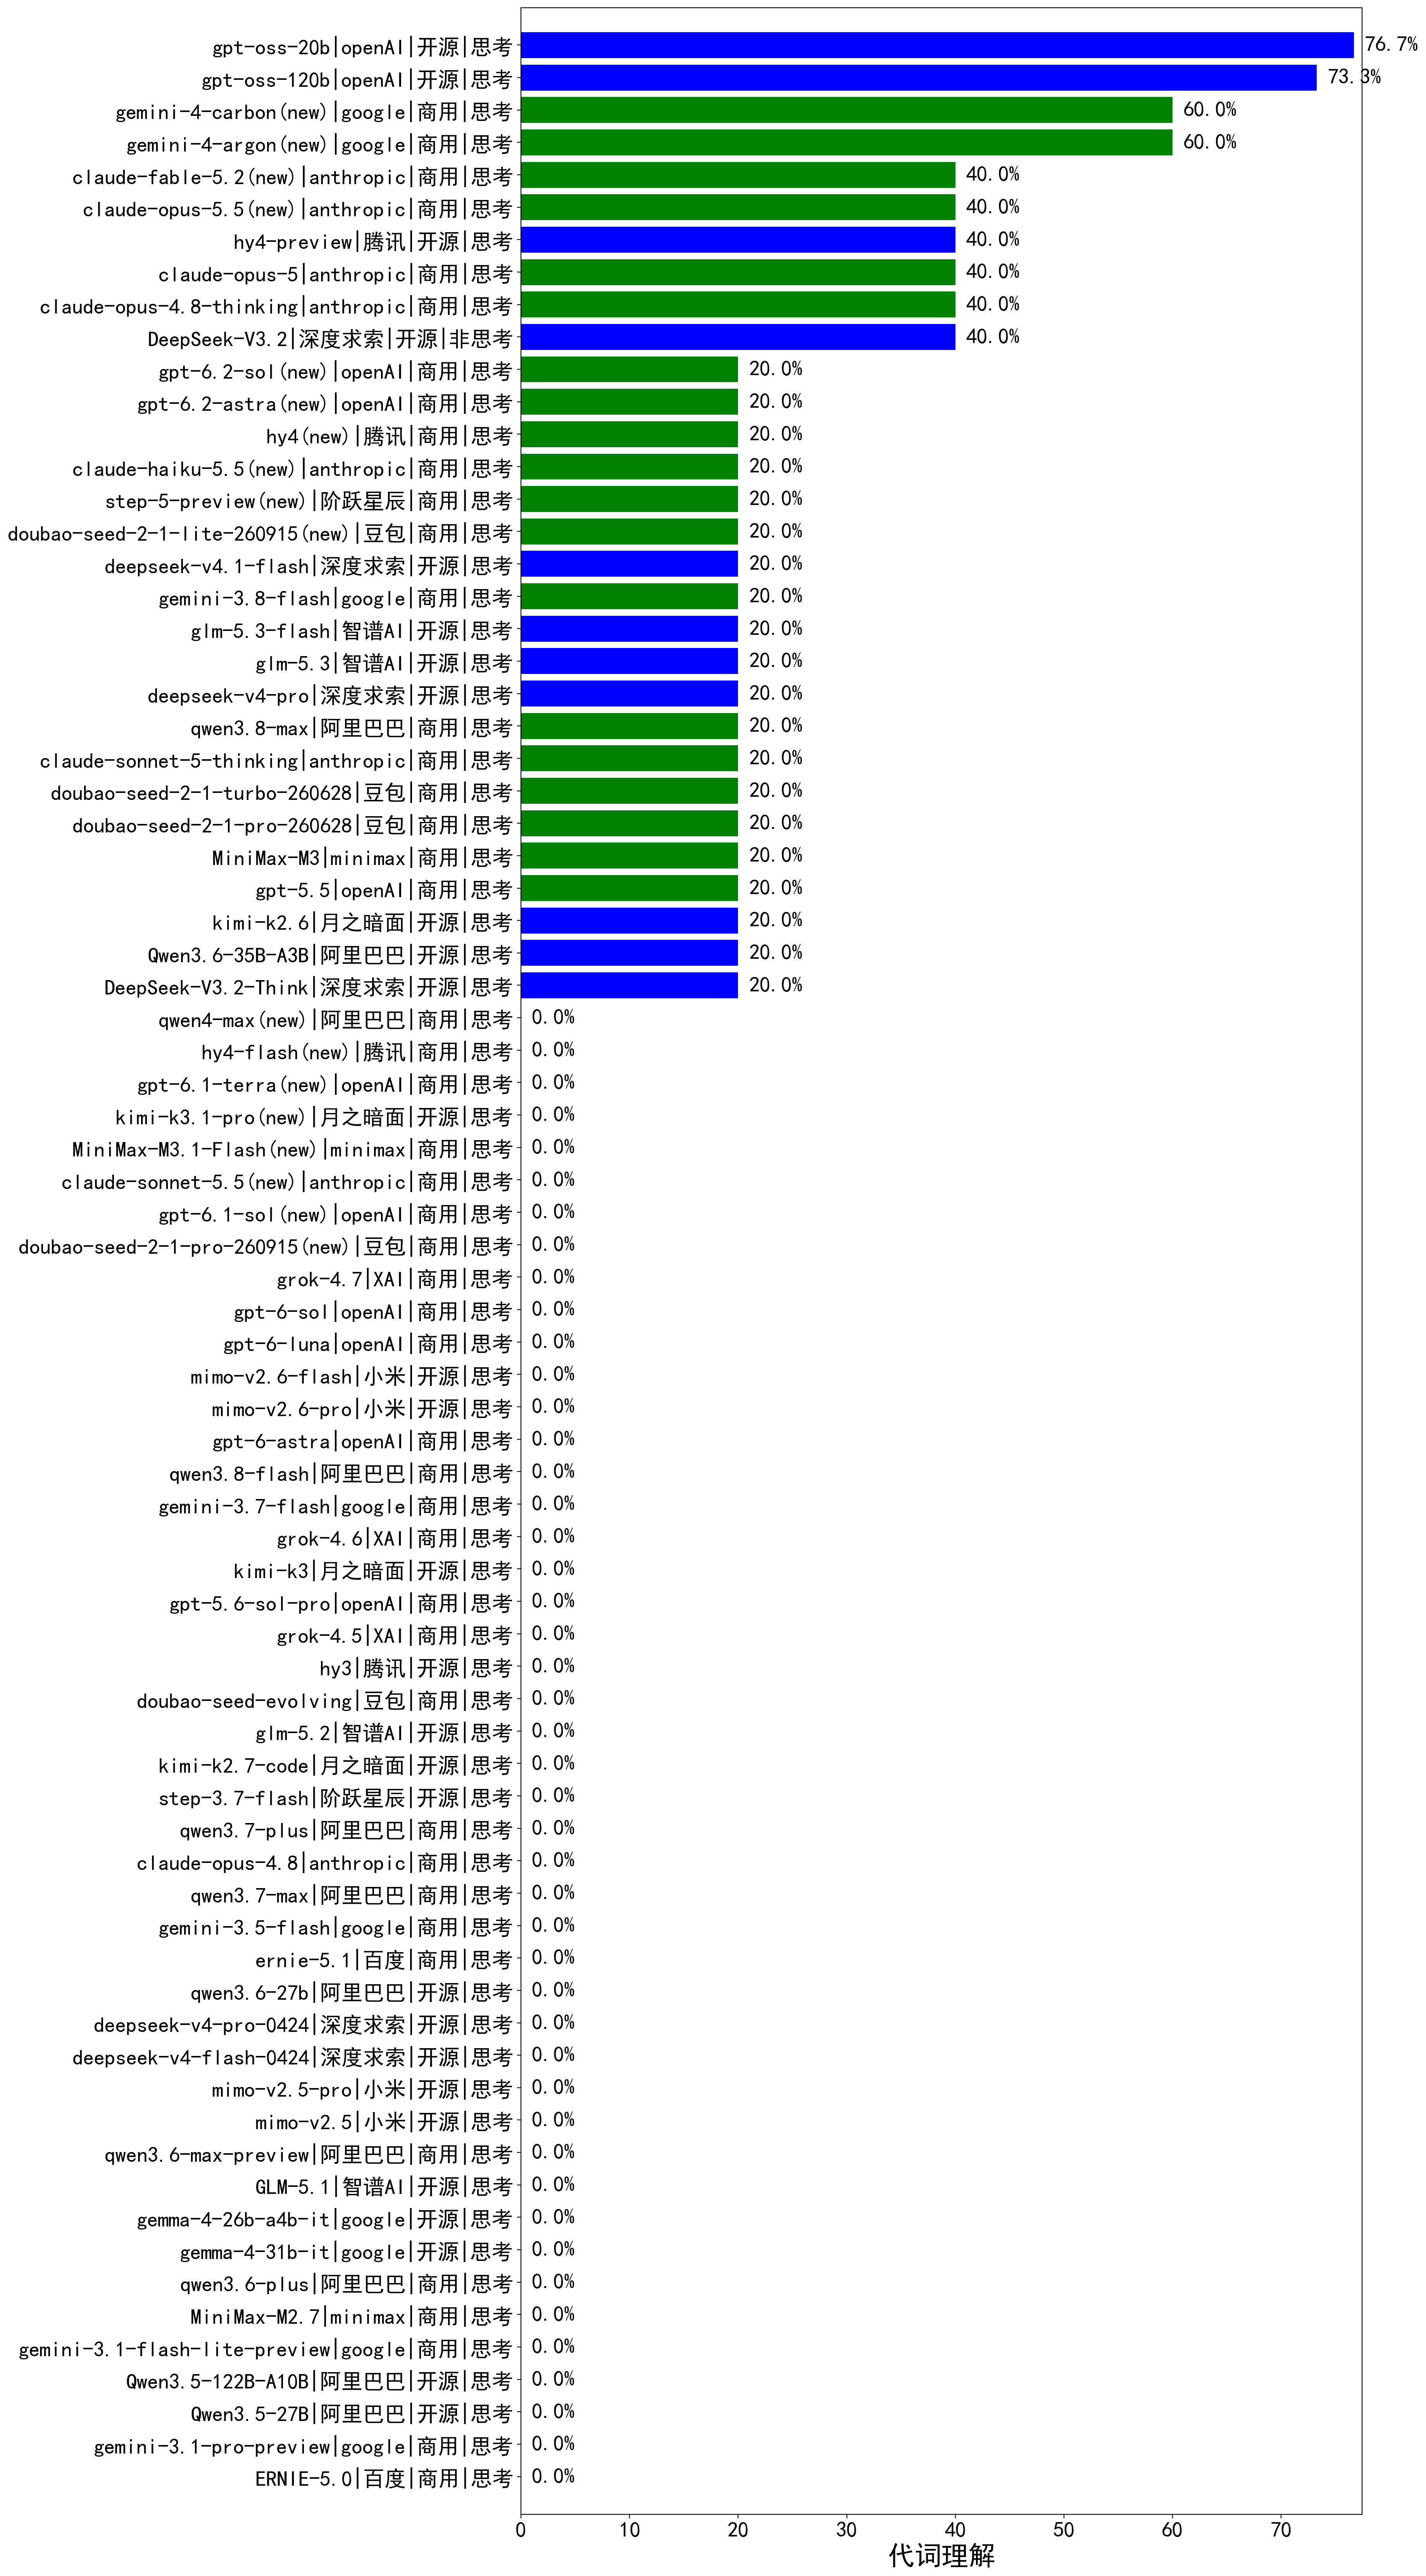 gpt-oss-20b|openAI|开源|思考 76.7%
gpt-oss-120b|openAI|开源|思考 73.3%
gemini-4-carbon(new)|google|商用|思考 60.0%
gemini-4-argon(new)|google|商用|思考 60.0%
claude-fable-5.2(new)|anthropic|商用|思考 40.0%
claude-opus-5.5(new)|anthropic|商用|思考 40.0%
hy4-preview|腾讯|开源|思考 40.0%
claude-opus-5|anthropic|商用|思考 40.0%
claude-opus-4.8-thinking|anthropic|商用|思考 40.0%
DeepSeek-V3.2|深度求索|开源|非思考 40.0%
gpt-6.2-sol(new)|openAI|商用|思考 20.0%
gpt-6.2-astra(new)|openAI|商用|思考 20.0%
hy4(new)|腾讯|商用|思考 20.0%
claude-haiku-5.5(new)|anthropic|商用|思考 20.0%
step-5-preview(new)|阶跃星辰|商用|思考 20.0%
doubao-seed-2-1-lite-260915(new)|豆包|商用|思考 20.0%
deepseek-v4.1-flash|深度求索|开源|思考 20.0%
gemini-3.8-flash|google|商用|思考 20.0%
glm-5.3-flash|智谱AI|开源|思考 20.0%
glm-5.3|智谱AI|开源|思考 20.0%
deepseek-v4-pro|深度求索|开源|思考 20.0%
qwen3.8-max|阿里巴巴|商用|思考 20.0%
claude-sonnet-5-thinking|anthropic|商用|思考 20.0%
doubao-seed-2-1-turbo-260628|豆包|商用|思考 20.0%
doubao-seed-2-1-pro-260628|豆包|商用|思考 20.0%
MiniMax-M3|minimax|商用|思考 20.0%
gpt-5.5|openAI|商用|思考 20.0%
kimi-k2.6|月之暗面|开源|思考 20.0%
Qwen3.6-35B-A3B|阿里巴巴|开源|思考 20.0%
DeepSeek-V3.2-Think|深度求索|开源|思考 20.0%
qwen4-max(new)|阿里巴巴|商用|思考 0.0%
hy4-flash(new)|腾讯|商用|思考 0.0%
gpt-6.1-terra(new)|openAI|商用|思考 0.0%
kimi-k3.1-pro(new)|月之暗面|开源|思考 0.0%
MiniMax-M3.1-Flash(new)|minimax|商用|思考 0.0%
claude-sonnet-5.5(new)|anthropic|商用|思考 0.0%
gpt-6.1-sol(new)|openAI|商用|思考 0.0%
doubao-seed-2-1-pro-260915(new)|豆包|商用|思考 0.0%
grok-4.7|XAI|商用|思考 0.0%
gpt-6-sol|openAI|商用|思考 0.0%
gpt-6-luna|openAI|商用|思考 0.0%
mimo-v2.6-flash|小米|开源|思考 0.0%
mimo-v2.6-pro|小米|开源|思考 0.0%
gpt-6-astra|openAI|商用|思考 0.0%
qwen3.8-flash|阿里巴巴|商用|思考 0.0%
gemini-3.7-flash|google|商用|思考 0.0%
grok-4.6|XAI|商用|思考 0.0%
kimi-k3|月之暗面|开源|思考 0.0%
gpt-5.6-sol-pro|openAI|商用|思考 0.0%
grok-4.5|XAI|商用|思考 0.0%
hy3|腾讯|开源|思考 0.0%
doubao-seed-evolving|豆包|商用|思考 0.0%
glm-5.2|智谱AI|开源|思考 0.0%
kimi-k2.7-code|月之暗面|开源|思考 0.0%
step-3.7-flash|阶跃星辰|开源|思考 0.0%
qwen3.7-plus|阿里巴巴|商用|思考 0.0%
claude-opus-4.8|anthropic|商用|思考 0.0%
qwen3.7-max|阿里巴巴|商用|思考 0.0%
gemini-3.5-flash|google|商用|思考 0.0%
ernie-5.1|百度|商用|思考 0.0%
qwen3.6-27b|阿里巴巴|开源|思考 0.0%
deepseek-v4-pro-0424|深度求索|开源|思考 0.0%
deepseek-v4-flash-0424|深度求索|开源|思考 0.0%
mimo-v2.5-pro|小米|开源|思考 0.0%
mimo-v2.5|小米|开源|思考 0.0%
qwen3.6-max-preview|阿里巴巴|商用|思考 0.0%
GLM-5.1|智谱AI|开源|思考 0.0%
gemma-4-26b-a4b-it|google|开源|思考 0.0%
gemma-4-31b-it|google|开源|思考 0.0%
qwen3.6-plus|阿里巴巴|商用|思考 0.0%
MiniMax-M2.7|minimax|商用|思考 0.0%
gemini-3.1-flash-lite-preview|google|商用|思考 0.0%
Qwen3.5-122B-A10B|阿里巴巴|开源|思考 0.0%
Qwen3.5-27B|阿里巴巴|开源|思考 0.0%
gemini-3.1-pro-preview|google|商用|思考 0.0%
ERNIE-5.0|百度|商用|思考 0.0%
0 10 20 30 40 50 60 70
代词理解